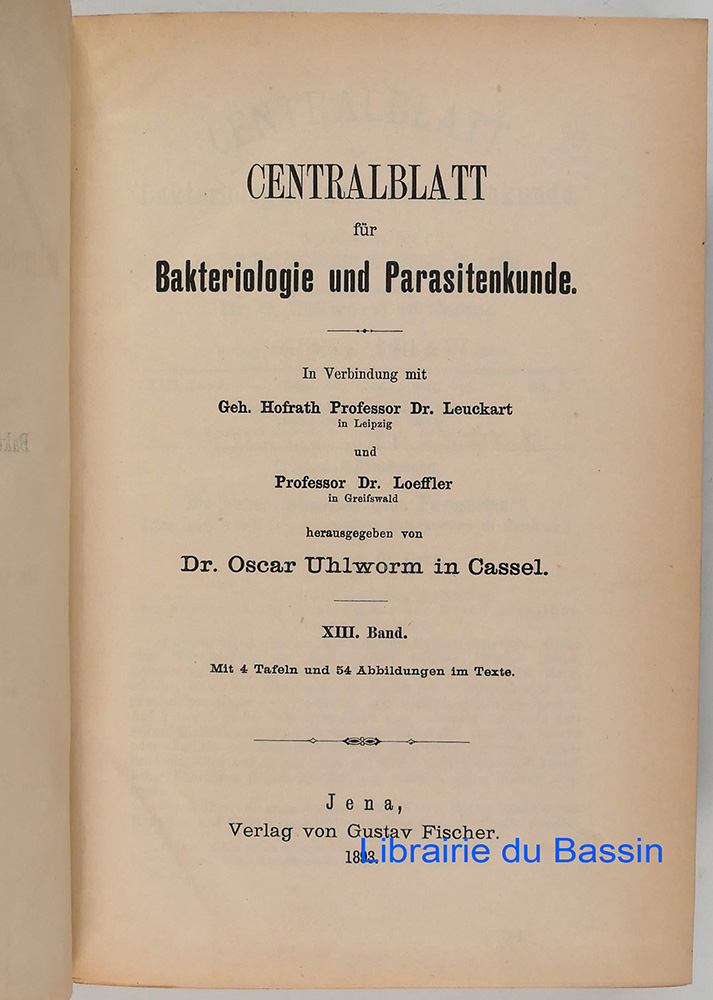 CENTRALBLATT
für
Bakteriologie und Parasitenkunde.
In Verbindung mit
Geh. Hofrath Professor Dr. Leuckart
in Leipzig
und
Professor Dr. Loeffler
in Greifswald
herausgegeben von
Dr. Oscar Uhlworm in Cassel.
XIII. Band.
Mit 4 Tafeln und 54 Abbildungen im Texte.
Jena,
Verlag von Gustav Fischer.
1893.
Librairie du Bassin